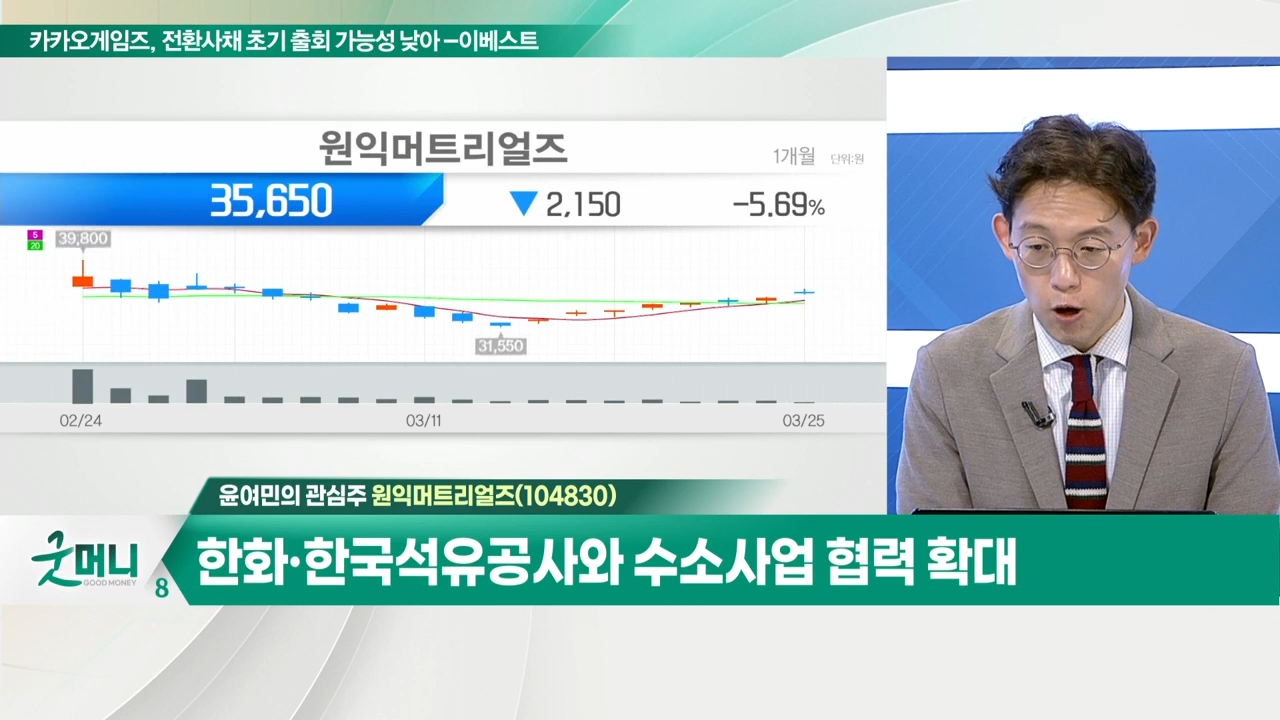 카카오게임즈, 전환사채 초기 출회 가능성 낮아 -이베스트
원익머트리얼즈
1개월 단위:원
35,650 ▼ 2,150 -5.69%
5
20
39,800
31,550
02/24 03/11 03/25
윤여민의 관심주 원익머트리얼즈(104830)
굿머니
GOOD MONEY
8
한화·한국석유공사와 수소사업 협력 확대